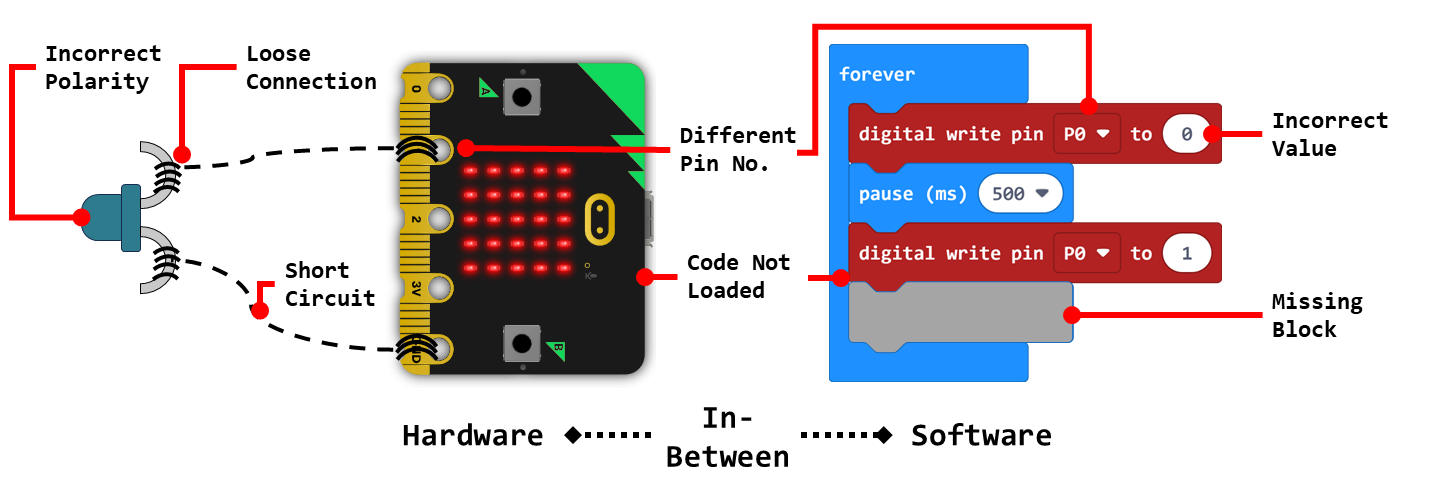 Incorrect
Polarity
Loose
Connection
Short
Circuit
0
2
3V
GND
A
B
Different
Pin No.
Code Not
Loaded
forever
digital write pin P0 to 0
pause (ms) 500
digital write pin P0 to 1
Incorrect
Value
Missing
Block
Hardware
In-
Between
Software